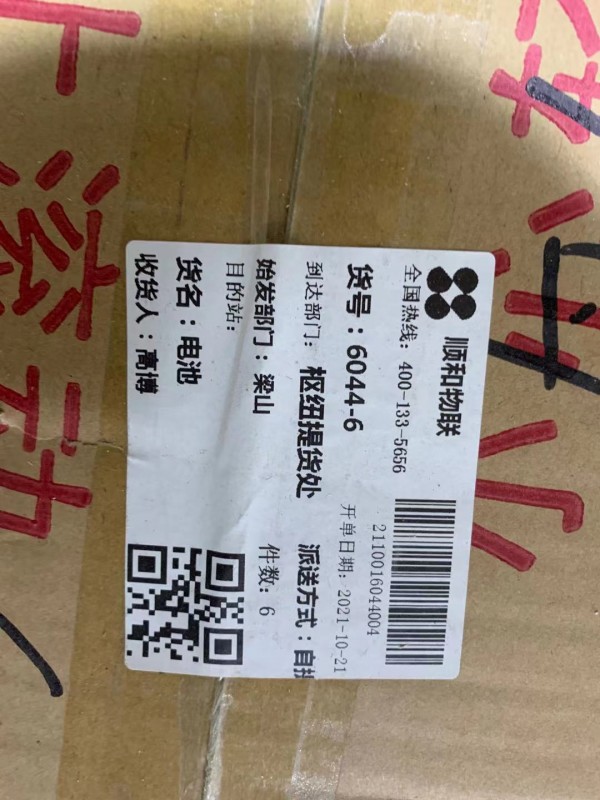 顺和物联
全国热线: 400-133-5656
2110016044004
货号：6044-6
开单日期: 2021-10-21
到达部门: 枢纽提货处
派送方式：自
始发部门：梁山
件数: 6
目的站:
货名：电池
收货人：高博